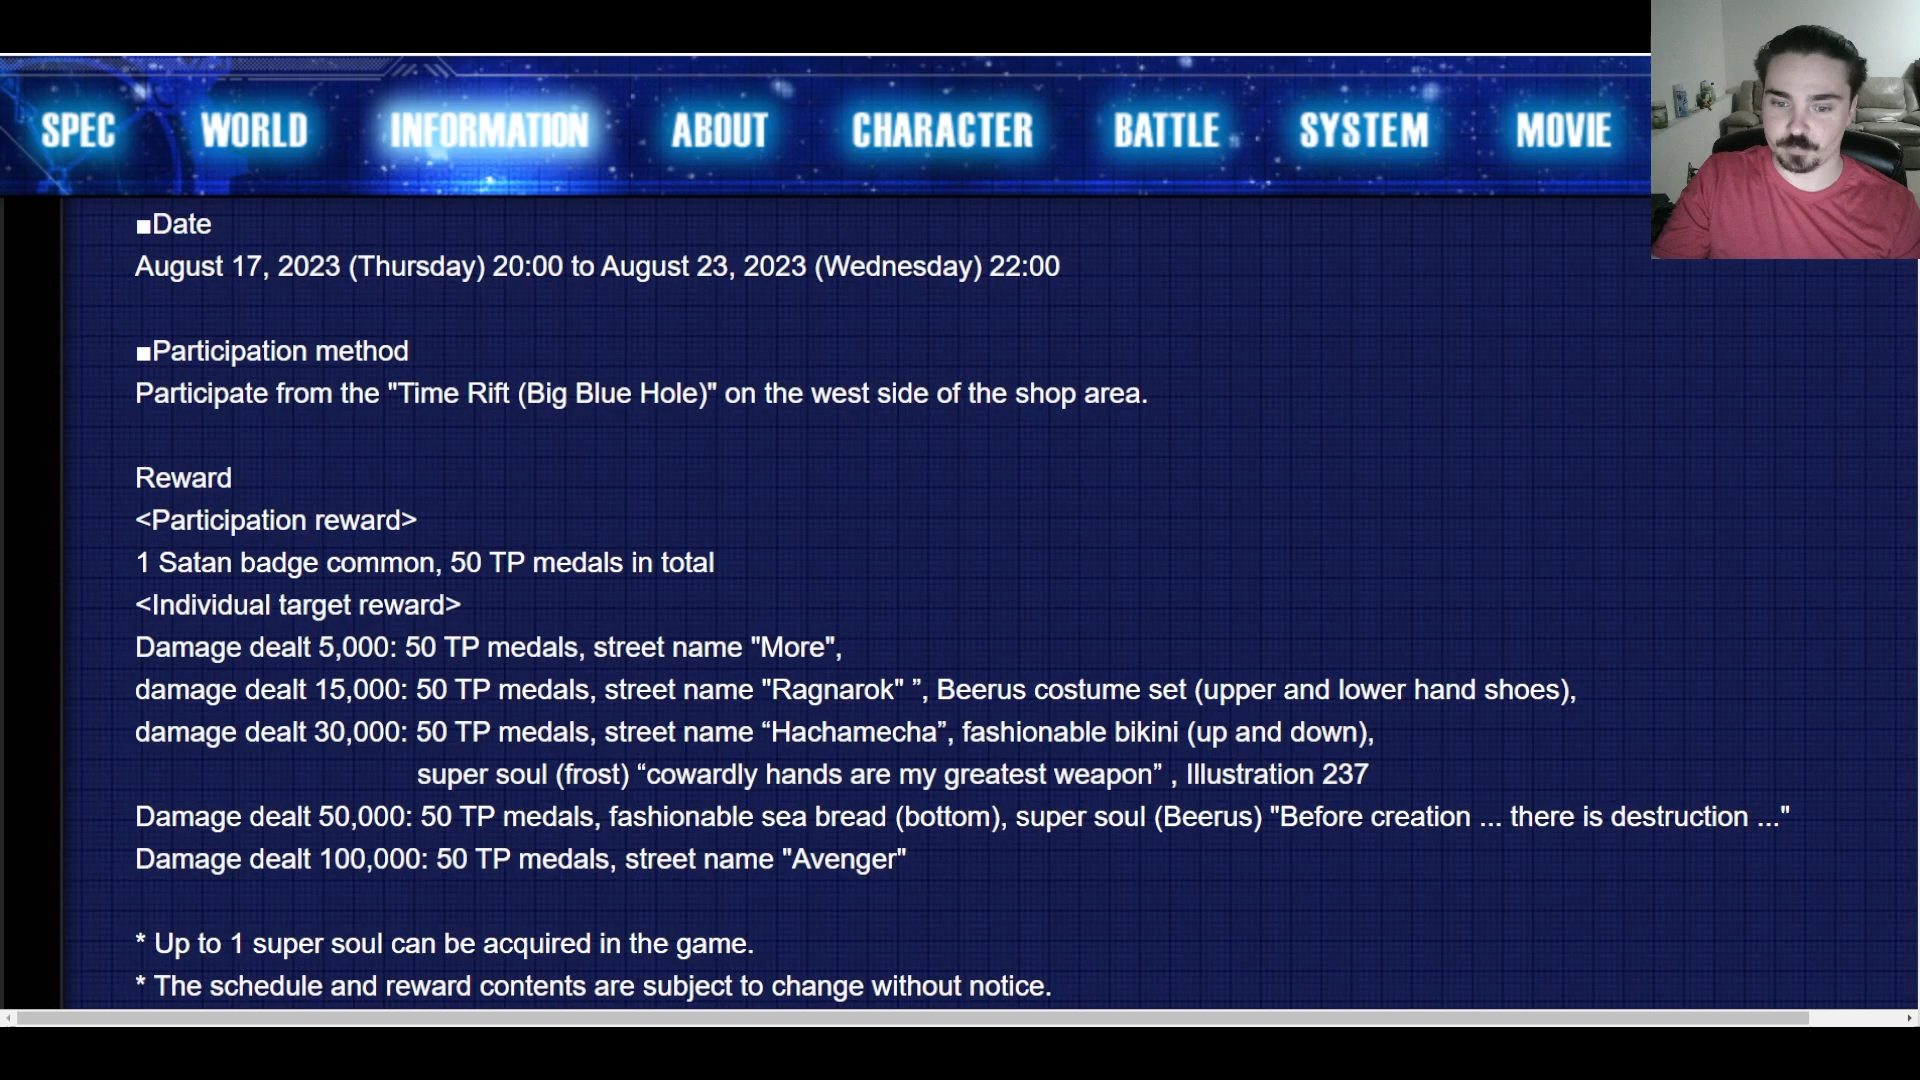 SPEC WORLD INFORMATION ABOUT CHARACTER BATTLE SYSTEM MOVIE
■Date
August 17, 2023 (Thursday) 20:00 to August 23, 2023 (Wednesday) 22:00
■Participation method
Participate from the "Time Rift (Big Blue Hole)" on the west side of the shop area.
Reward
<Participation reward>
1 Satan badge common, 50 TP medals in total
<Individual target reward>
Damage dealt 5,000: 50 TP medals, street name "More",
damage dealt 15,000: 50 TP medals, street name "Ragnarok" ”, Beerus costume set (upper and lower hand shoes),
damage dealt 30,000: 50 TP medals, street name “Hachamecha”, fashionable bikini (up and down),
super soul (frost) “cowardly hands are my greatest weapon” , Illustration 237
Damage dealt 50,000: 50 TP medals, fashionable sea bread (bottom), super soul (Beerus) "Before creation ... there is destruction ..."
Damage dealt 100,000: 50 TP medals, street name "Avenger"
* Up to 1 super soul can be acquired in the game.
* The schedule and reward contents are subject to change without notice.